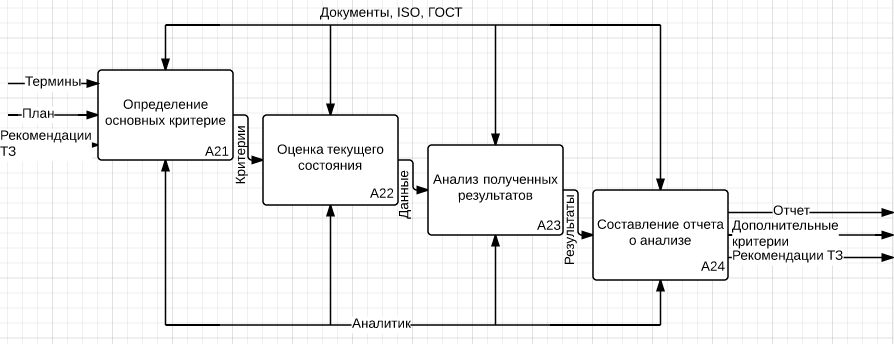 Документы, ISO, ГОСТ
Термины
План
Рекомендации
ТЗ
Определение
основных критерие
A21
Критерии
Оценка текущего
состояния
A22
Данные
Анализ полученных
результатов
A23
Результаты
Составление отчета
о анализе
A24
Отчет
Дополнительные
критерии
Рекомендации ТЗ
Аналитик